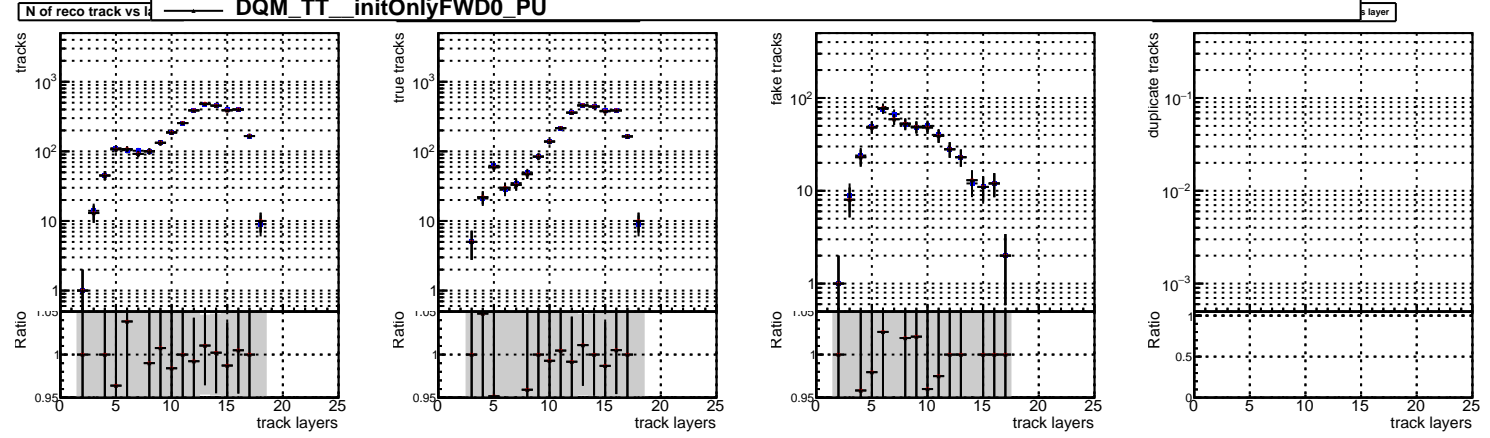 N of reco track vs la
DQM_TT__initOnlyFWD0_PU
s layer
tracks
10³
10²
10
1
Ratio
1.05
1
0.95
0 5 10 15 20 25
track layers
true tracks
10³
10²
10
1
Ratio
1.05
1
0.95
0 5 10 15 20 25
track layers
fake tracks
10²
10
1
Ratio
1.05
1
0.95
0 5 10 15 20 25
track layers
duplicate tracks
10⁻¹
10⁻²
10⁻³
Ratio
1
0.5
0
0 5 10 15 20 25
track layers